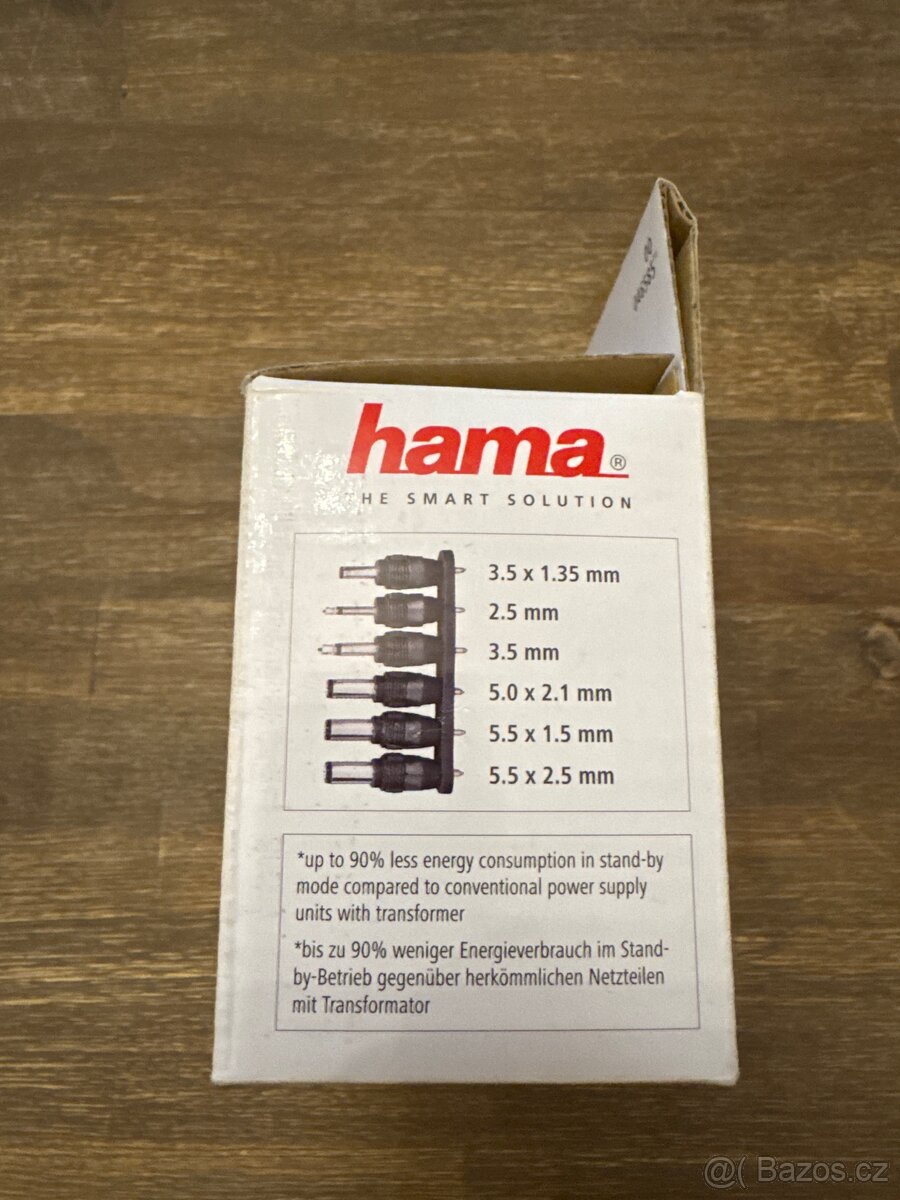 hama®
THE SMART SOLUTION
3.5 x 1.35 mm
2.5 mm
3.5 mm
5.0 x 2.1 mm
5.5 x 1.5 mm
5.5 x 2.5 mm
*up to 90% less energy consumption in stand-by
mode compared to conventional power supply
units with transformer
*bis zu 90% weniger Energieverbrauch im Stand-
by-Betrieb gegenüber herkömmlichen Netzteilen
mit Transformator
@( Bazos.cz